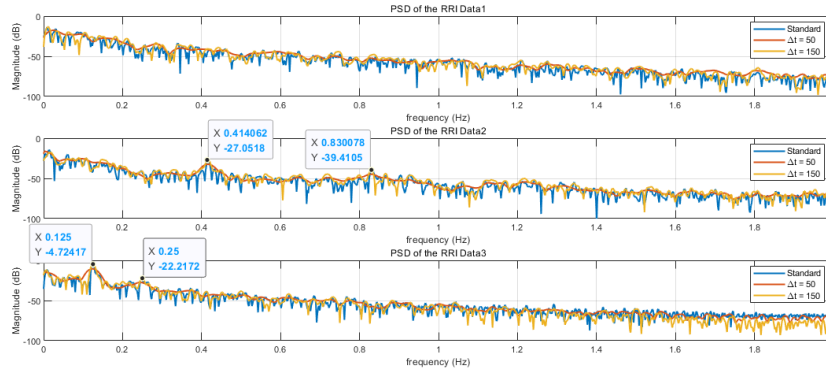 PSD of the RRI Data1
Magnitude (dB)
0
-50
-100
Standard
Δt = 50
Δt = 150
0 0.2 0.4 0.6 0.8 1 1.2 1.4 1.6 1.8
frequency (Hz)
PSD of the RRI Data2
X 0.414062
Y -27.0518
X 0.830078
Y -39.4105
Magnitude (dB)
0
-50
-100
Standard
Δt = 50
Δt = 150
0 0.2 0.4 0.6 0.8 1 1.2 1.4 1.6 1.8
frequency (Hz)
PSD of the RRI Data3
X 0.125
Y -4.72417
X 0.25
Y -22.2172
Magnitude (dB)
-50
-100
Standard
Δt = 50
Δt = 150
0 0.2 0.4 0.6 0.8 1 1.2 1.4 1.6 1.8
frequency (Hz)